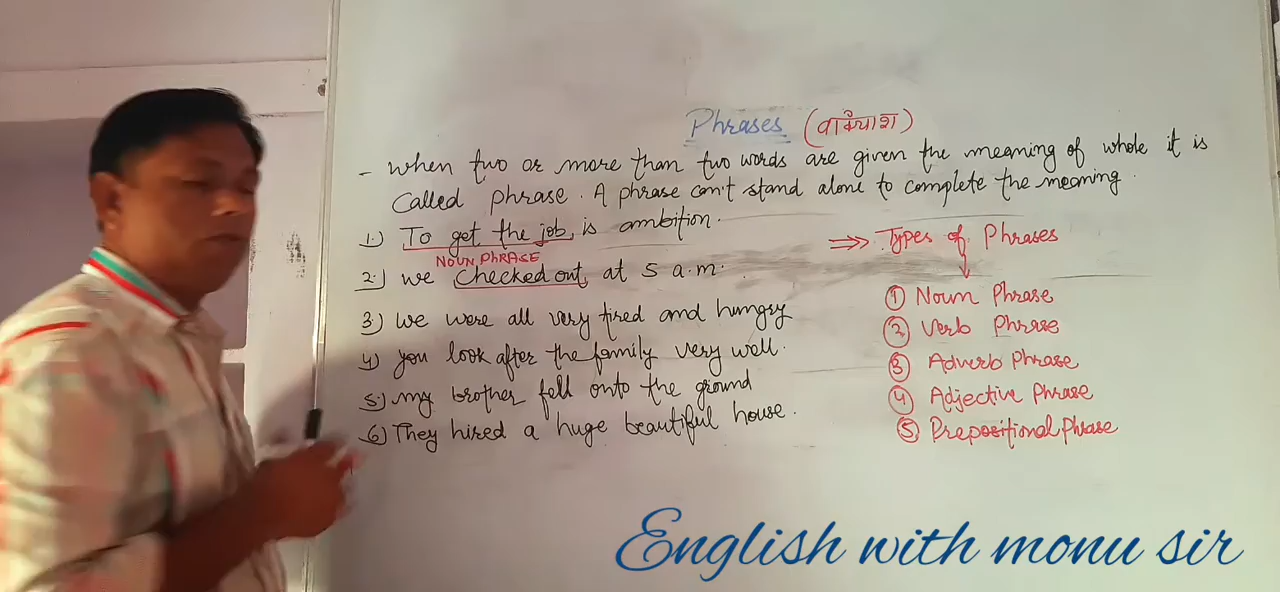 Phrases (वाक्यांश)
- when two or more than two words are given the meaning of whole it is
Called phrase. A phrase can't stand alone to complete the meaning.
1.) To get the job is ambition.
NOUN PHRASE
2.) we checked out at 5 a.m.
3.) we were all very tired and hungry
4.) you look after the family very well.
5.) my brother fell onto the ground
6.) They hired a huge beautiful house.
⇒ Types of Phrases
① Noun Phrase
② Verb Phrase
③ Adverb Phrase
④ Adjective Phrase
⑤ Prepositional Phrase
English with monu sir